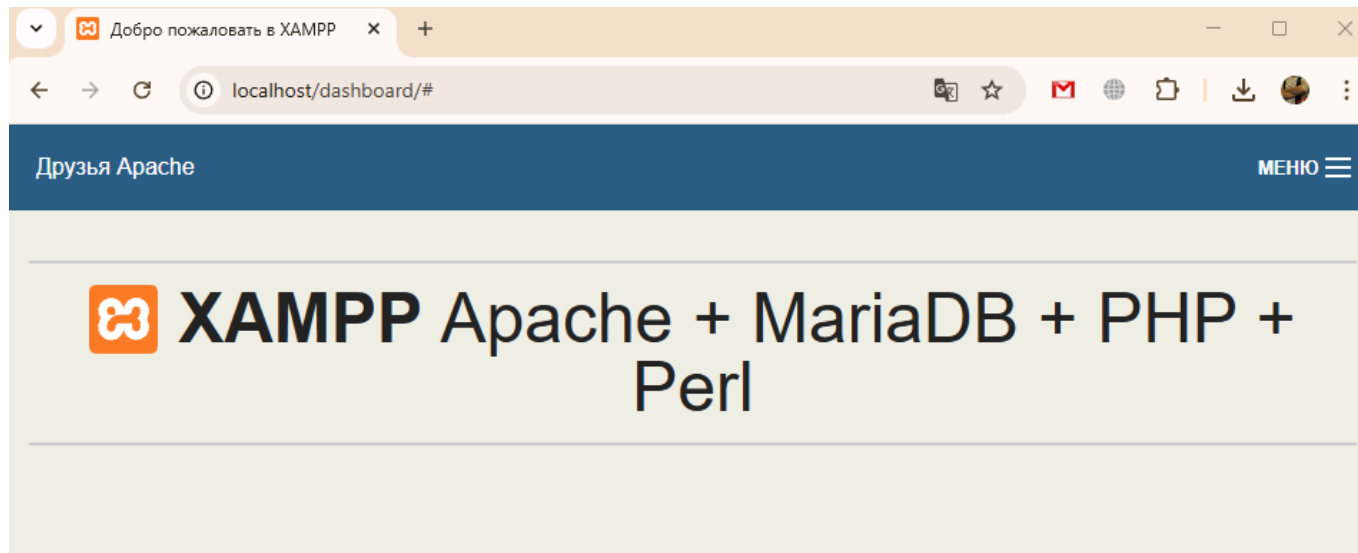 Добро пожаловать в XAMPP
localhost/dashboard/#
Друзья Apache
МЕНЮ
XAMPP Apache + MariaDB + PHP +
Perl